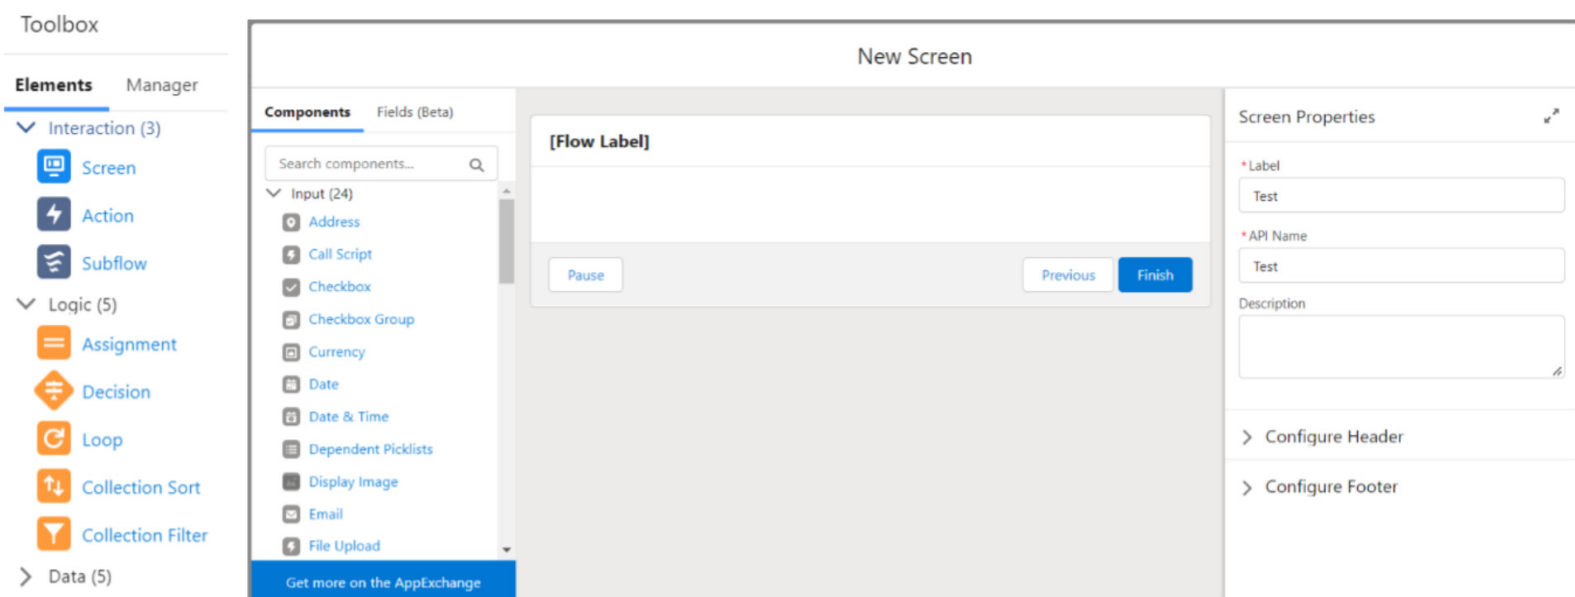 Toolbox
Elements Manager
Interaction (3)
Screen
Action
Subflow
Logic (5)
Assignment
Decision
Loop
Collection Sort
Collection Filter
Data (5)
New Screen
Components Fields (Beta)
Search components...
Input (24)
Address
Call Script
Checkbox
Checkbox Group
Currency
Date
Date & Time
Dependent Picklists
Display Image
Email
File Upload
Get more on the AppExchange
[Flow Label]
Pause Previous Finish
Screen Properties
*Label
Test
*API Name
Test
Description
Configure Header
Configure Footer